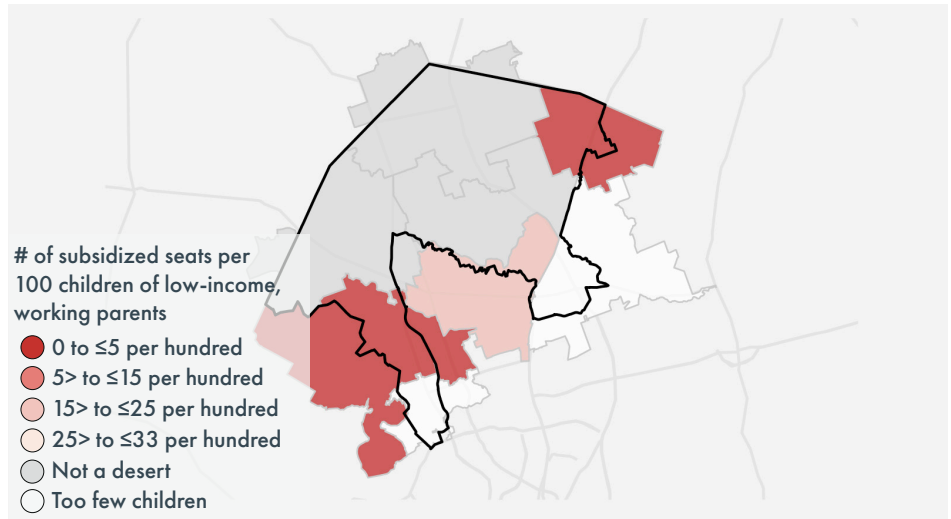 # of subsidized seats per
100 children of low-income,
working parents
0 to ≤5 per hundred
5> to ≤15 per hundred
15> to ≤25 per hundred
25> to ≤33 per hundred
Not a desert
Too few children